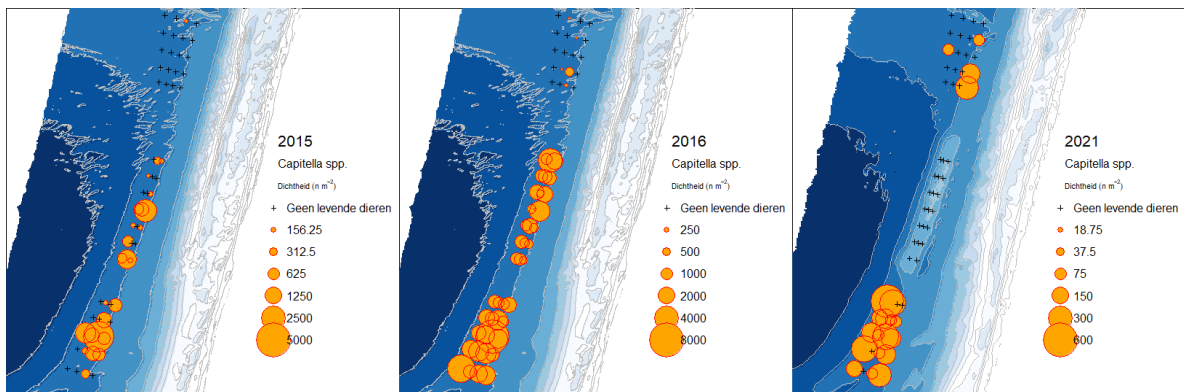 2015
Capitella spp.
Dichtheid (n m⁻²)
Geen levende dieren
156.25
312.5
625
1250
2500
5000
2016
Capitella spp.
Dichtheid (n m⁻²)
Geen levende dieren
250
500
1000
2000
4000
8000
2021
Capitella spp.
Dichtheid (n m⁻²)
Geen levende dieren
18.75
37.5
75
150
300
600